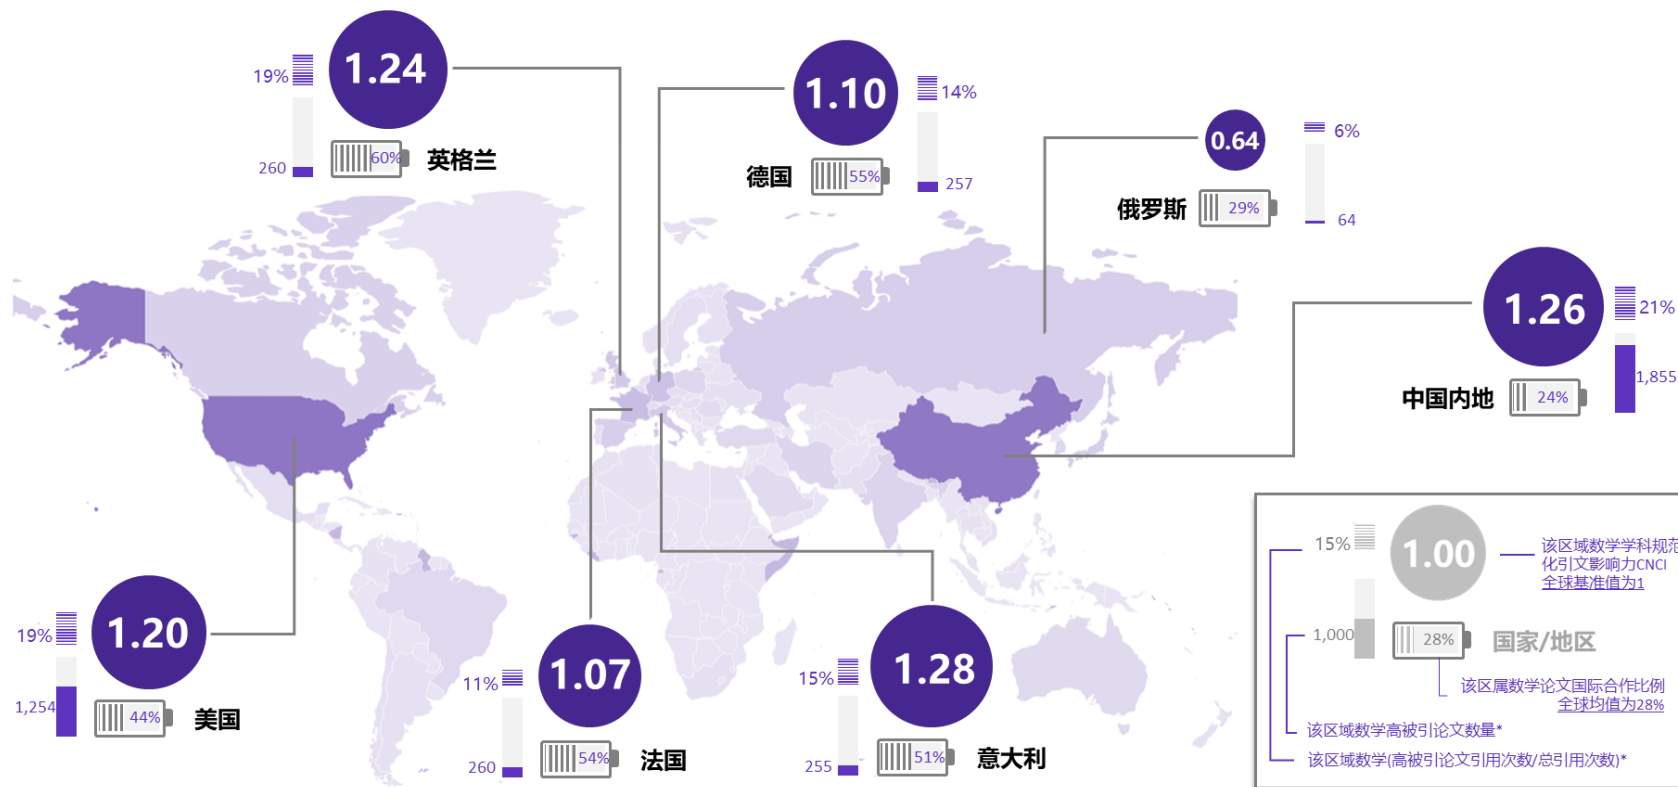 19%
1.24
260
60%
英格兰
1.10
14%
德国
55%
257
0.64
6%
俄罗斯
29%
64
1.26
21%
中国内地
24%
1,855
19%
1.20
1,254
44%
美国
11%
1.07
260
54%
法国
15%
1.28
255
51%
意大利
15%
1.00
该区域数学学科规范
化引文影响力CNCI
全球基准值为1
1,000
28%
国家/地区
该区属数学论文国际合作比例
全球均值为28%
该区域数学高被引论文数量*
该区域数学(高被引论文引用次数/总引用次数)*